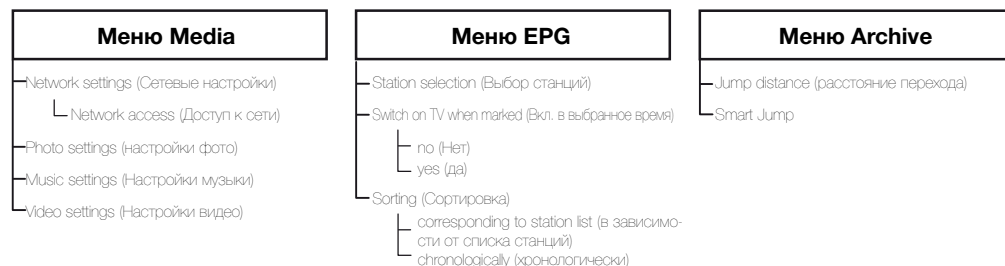 Меню Media
Network settings (Сетевые настройки)
Network access (Доступ к сети)
Photo settings (настройки фото)
Music settings (Настройки музыки)
Video settings (Настройки видео)
Меню EPG
Station selection (Выбор станций)
Switch on TV when marked (Вкл. в выбранное время)
no (Нет)
yes (да)
Sorting (Сортировка)
corresponding to station list (в зависимо-
сти от списка станций)
chronologically (хронологически)
Меню Archive
Jump distance (расстояние перехода)
Smart Jump